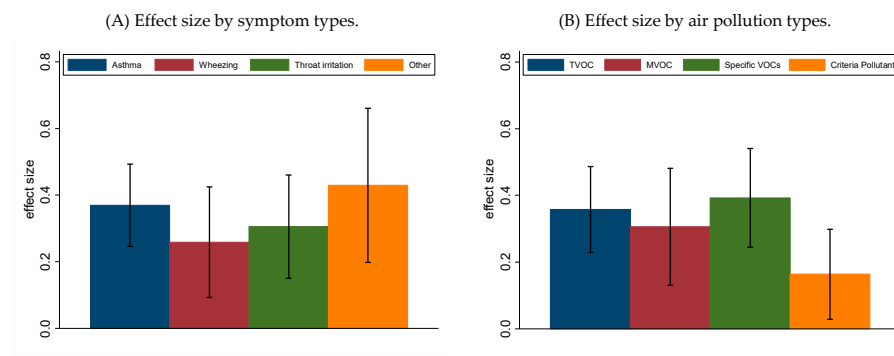 (A) Effect size by symptom types.
Asthma Wheezing Throat irritation Other
effect size
0.8
0.6
0.4
0.2
0.0
(B) Effect size by air pollution types.
TVOC MVOC Specific VOCs Criteria Pollutant
effect size
0.8
0.6
0.4
0.2
0.0